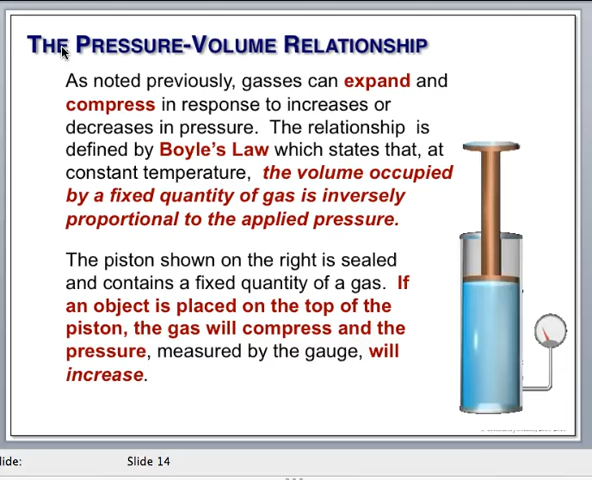 THE PRESSURE-VOLUME RELATIONSHIP
As noted previously, gasses can expand and
compress in response to increases or
decreases in pressure. The relationship is
defined by Boyle's Law which states that, at
constant temperature, the volume occupied
by a fixed quantity of gas is inversely
proportional to the applied pressure.
The piston shown on the right is sealed
and contains a fixed quantity of a gas. If
an object is placed on the top of the
piston, the gas will compress and the
pressure, measured by the gauge, will
increase.
lide:
Slide 14